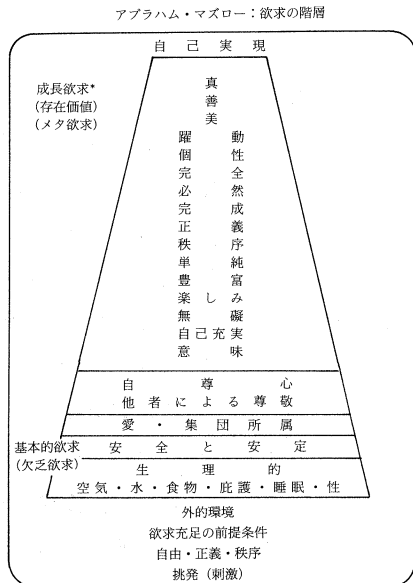 アブラハム・マズロー：欲求の階層
自己実現
成長欲求*
(存在価値)
(メタ欲求)
真
善
美
躍動
個性
完全
必然
完成
正義
秩序
単純
豊富
楽しみ
無礙
自己充実
意味
自尊心
他者による尊敬
愛・集団所属
基本的欲求
(欠乏欲求)
安全と安定
生理的
空気・水・食物・庇護・睡眠・性
外的環境
欲求充足の前提条件
自由・正義・秩序
挑発(刺激)